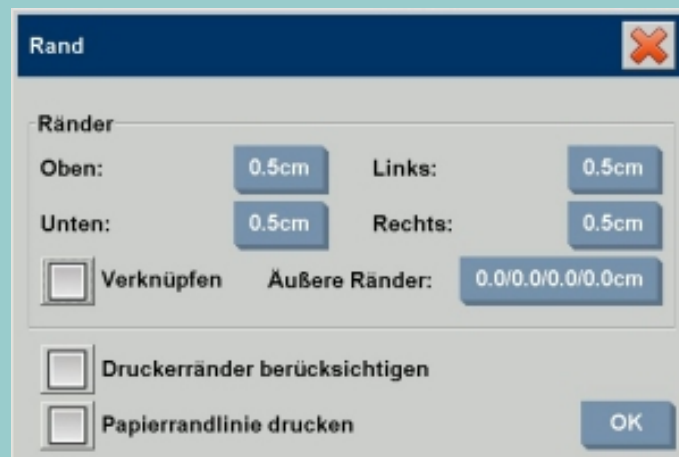 Rand
Ränder
Oben: 0.5cm Links: 0.5cm
Unten: 0.5cm Rechts: 0.5cm
Verknüpfen Äußere Ränder: 0.0/0.0/0.0/0.0cm
Druckerränder berücksichtigen
Papierrandlinie drucken OK